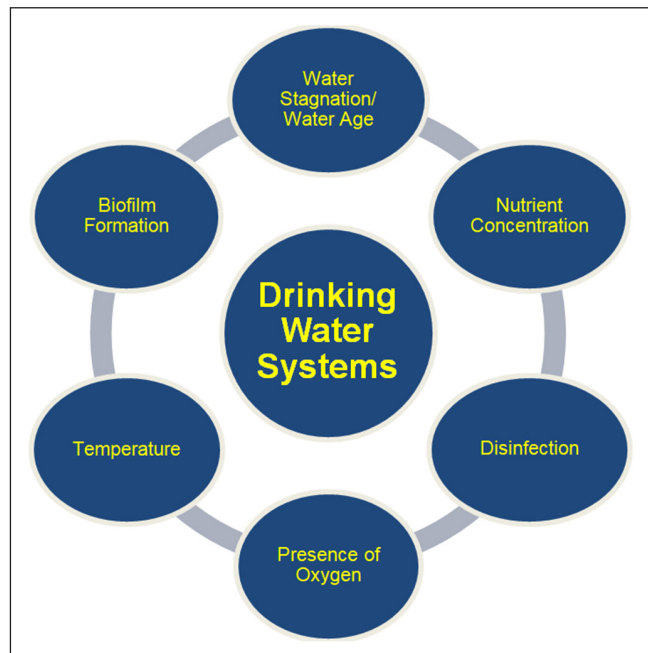 Water
Stagnation/
Water Age
Nutrient
Concentration
Disinfection
Presence of
Oxygen
Temperature
Biofilm
Formation
Drinking
Water
Systems